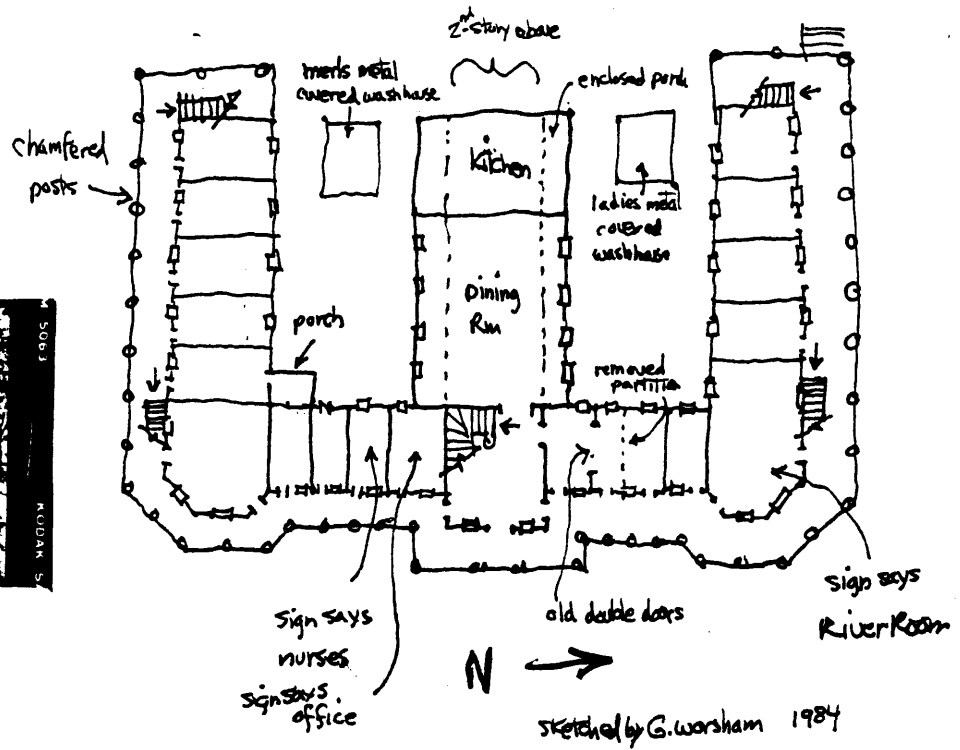 2nd story above
mens metal
covered washhouse
enclosed porch
chamfered
posts
Kitchen
ladies metal
covered
washhouse
Dining
Rm
porch
removed
partition
5063
KODAK S
sign says
nurses
sign says
office
old double doors
sign says
River Room
N
sketched by G. Worsham 1984